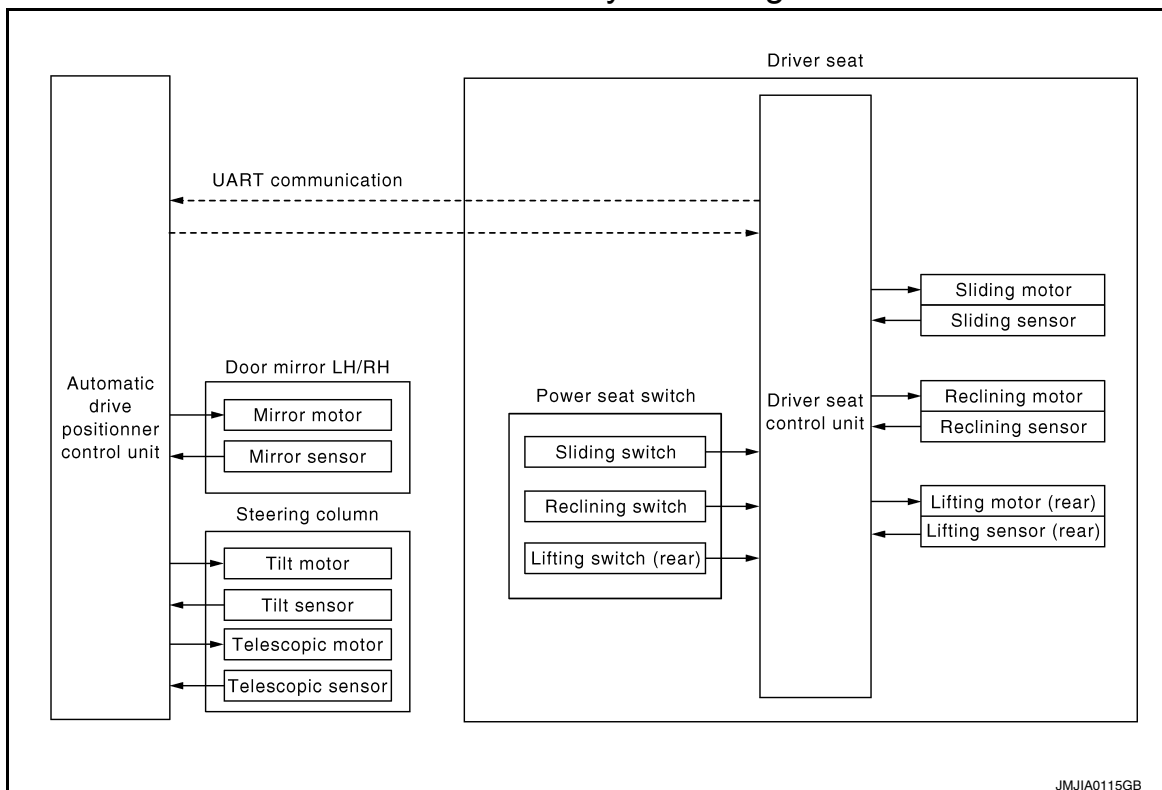 Driver seat
UART communication
Sliding motor
Sliding sensor
Door mirror LH/RH
Automatic
drive
positionner
control unit
Mirror motor
Mirror sensor
Power seat switch
Driver seat
control unit
Reclining motor
Reclining sensor
Sliding switch
Reclining switch
Lifting switch (rear)
Lifting motor (rear)
Lifting sensor (rear)
Steering column
Tilt motor
Tilt sensor
Telescopic motor
Telescopic sensor
JMJIA0115GB